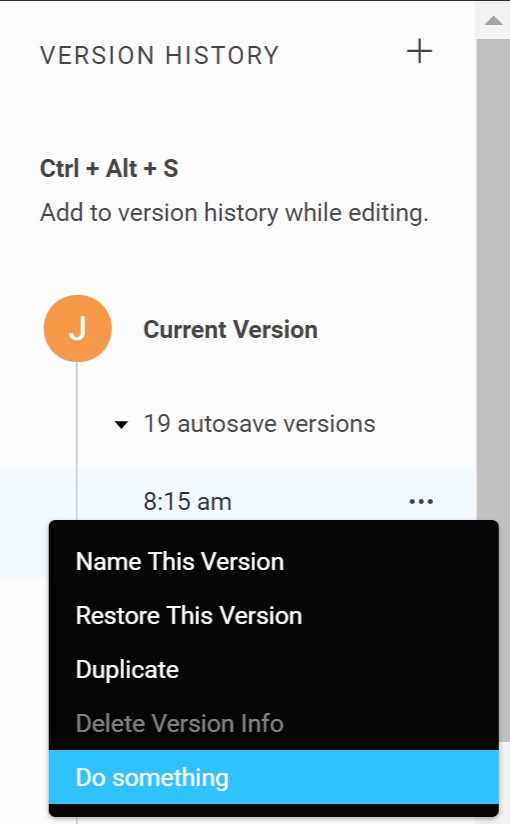 VERSION HISTORY
Ctrl + Alt + S
Add to version history while editing.
J
Current Version
19 autosave versions
8:15 am
Name This Version
Restore This Version
Duplicate
Delete Version Info
Do something